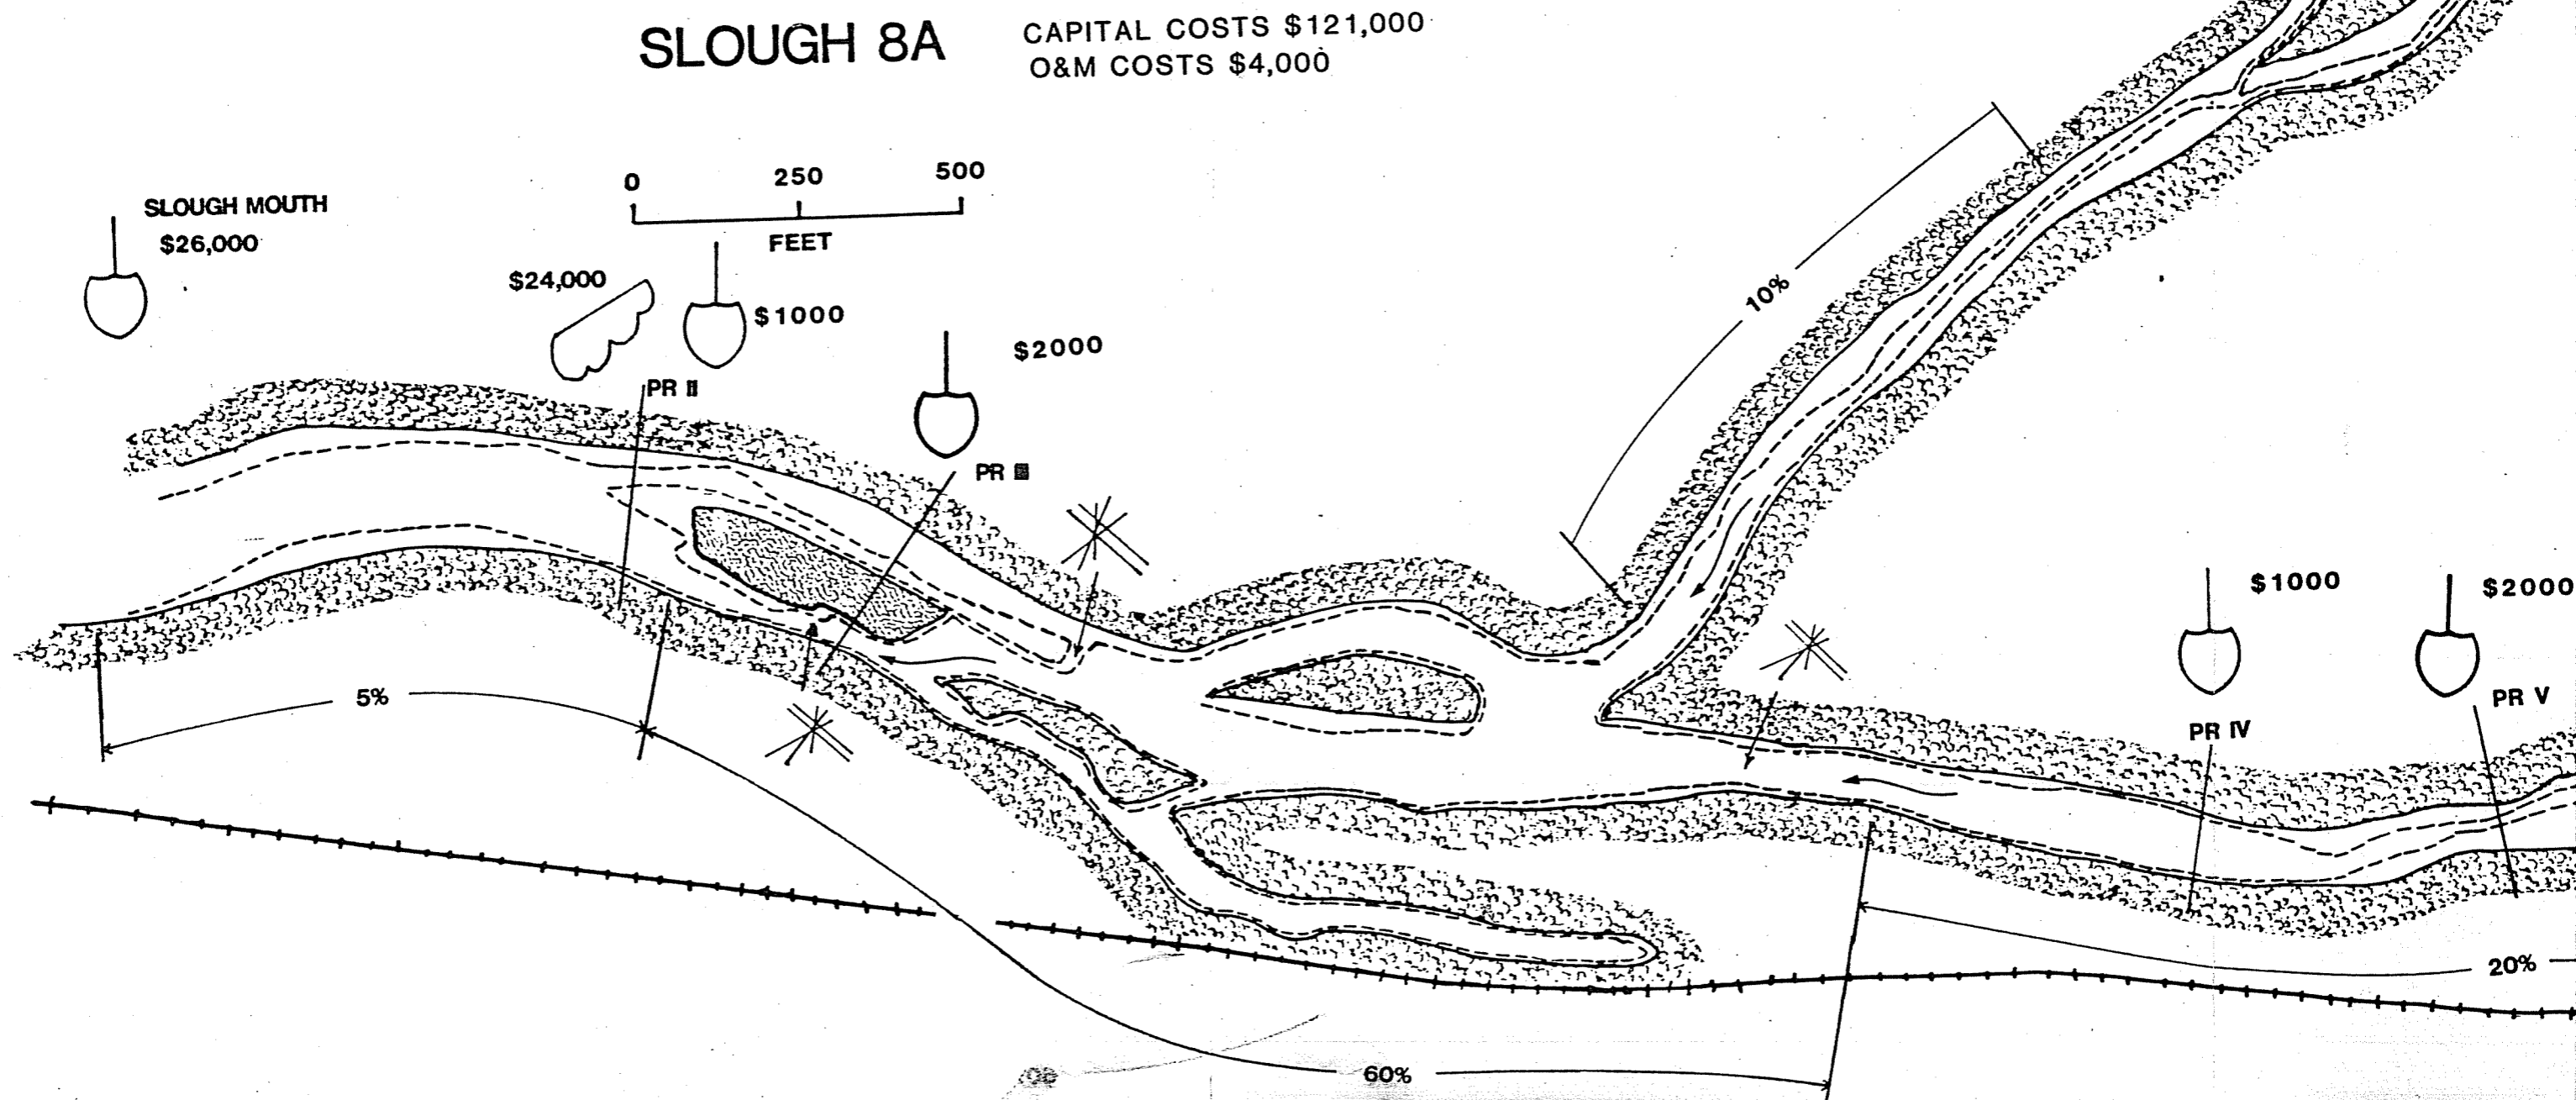 SLOUGH 8A
CAPITAL COSTS $121,000
O&M COSTS $4,000
0 250 500
FEET
SLOUGH MOUTH
$26,000
$24,000
$1000
$2000
PR II
PR III
10%
$1000
$2000
PR IV
PR V
5%
20%
60%